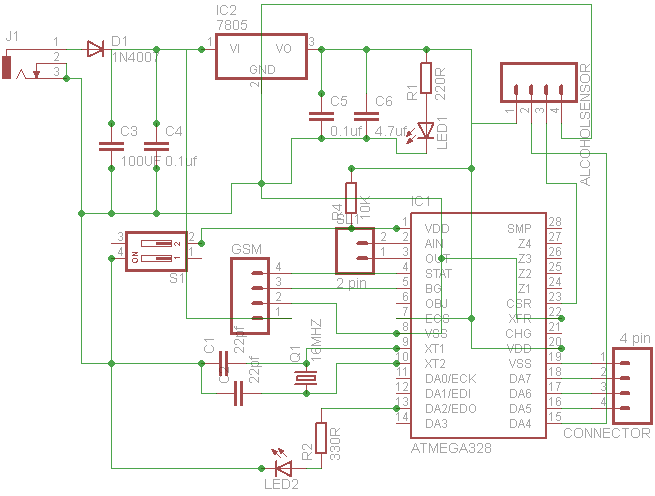 J1
1
2
3
D1
1N4007
IC2
7805
1
VI
VO
3
GND
2
C3
100UF
C4
0.1uf
C5
0.1uf
C6
4.7uf
R1
220R
LED1
ALCOHOLSENSOR
1
2
3
4
R4
10K
2 pin
2
1
3
4
2
1
ON
2
1
S1
GSM
4
3
2
1
C1
22pf
22pf
Q1
16MHZ
R2
330R
LED2
IC1
ATMEGA328
1 VDD SMP 28
2 AIN Z4 27
3 OUT Z3 26
4 STAT Z2 25
5 BG Z1 24
6 OBJ CSR 23
7 ECS XFR 22
8 VSS CHG 21
9 XT1 VDD 20
10 XT2 VSS 19
11 DA0/ECK DA7 18
12 DA1/EDI DA6 17
13 DA2/EDO DA5 16
14 DA3 DA4 15
4 pin
1
2
3
4
CONNECTOR